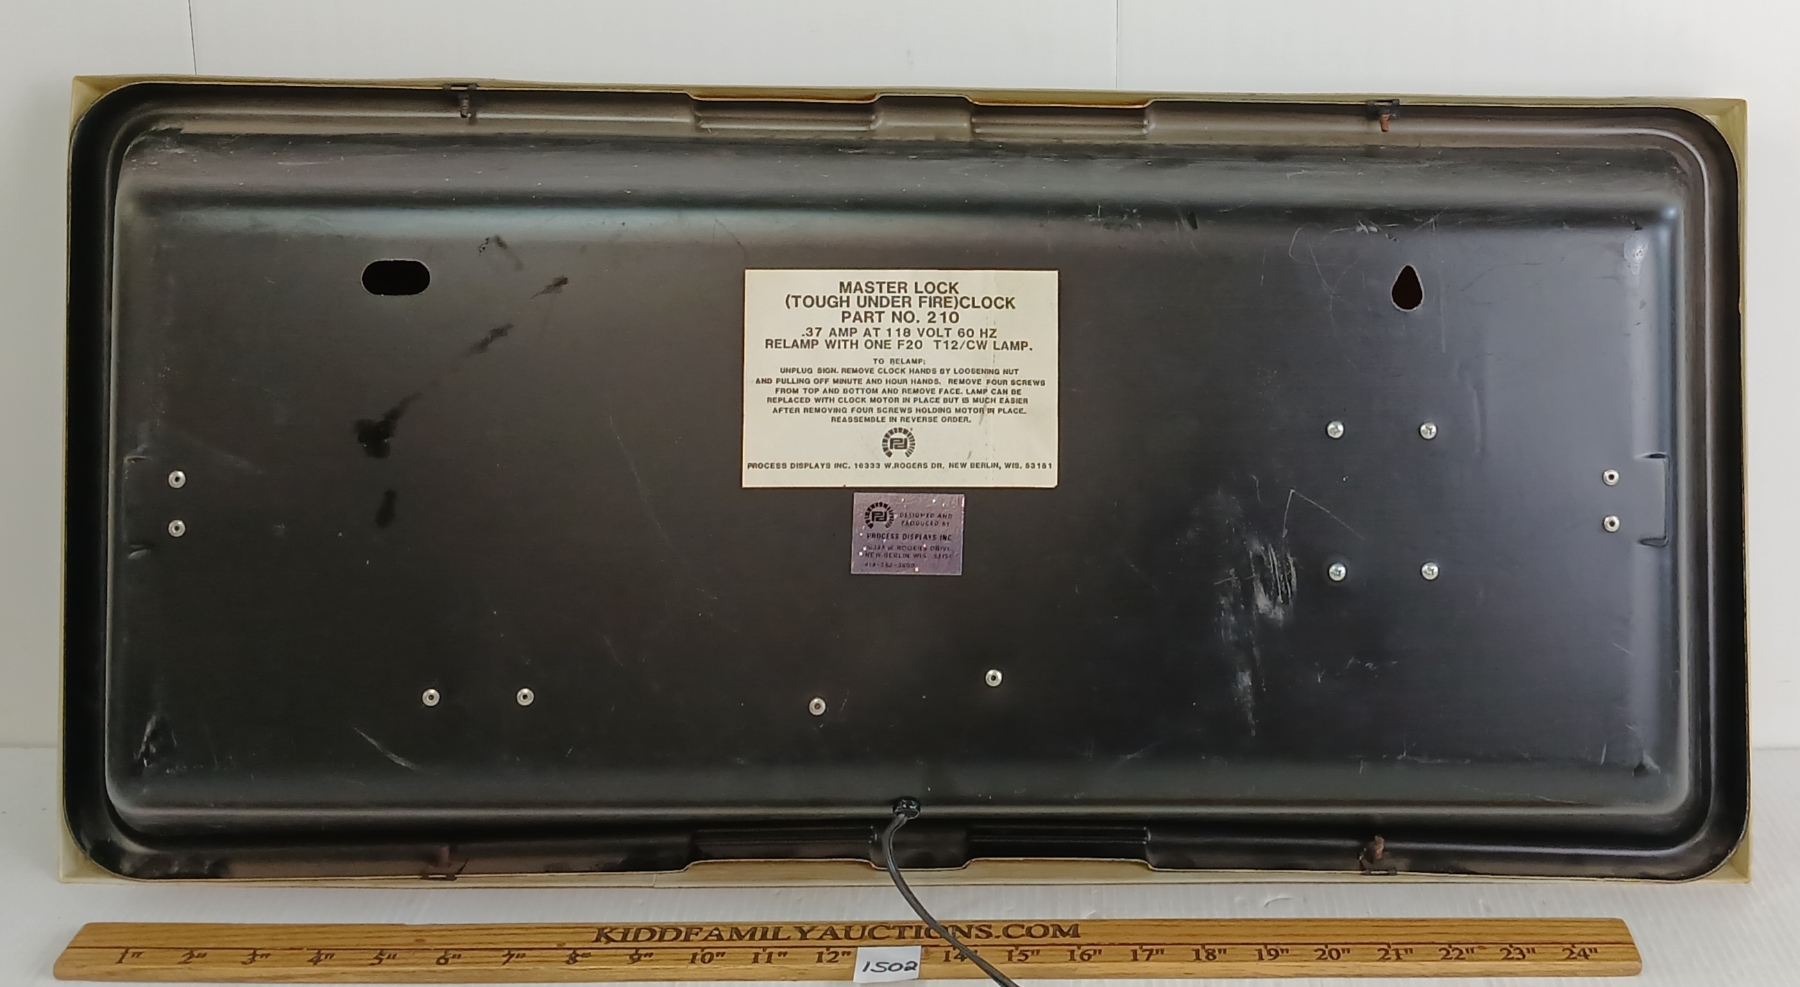 MASTER LOCK
(TOUGH UNDER FIRE)CLOCK
PART NO. 210
.37 AMP AT 118 VOLT 60 HZ
RELAMP WITH ONE F20 T12/CW LAMP.
TO RELAMP:
UNPLUG SIGN. REMOVE CLOCK HANDS BY LOOSENING NUT
AND PULLING OFF MINUTE AND HOUR HANDS. REMOVE FOUR SCREWS
FROM TOP AND BOTTOM AND REMOVE FACE. LAMP CAN BE
REPLACED WITH CLOCK MOTOR IN PLACE BUT IS MUCH EASIER
AFTER REMOVING FOUR SCREWS HOLDING MOTOR IN PLACE.
REASSEMBLE IN REVERSE ORDER.
PROCESS DISPLAYS INC. 16333 W.ROGERS DR. NEW BERLIN, WIS. 53151
DESIGNED AND
PRODUCED BY
PROCESS DISPLAYS INC
W. ROGERS DRIVE
NEW BERLIN WIS. 53151
KIDDFAMILYAUCTIONS.COM
1" 2" 3" 4" 5" 6" 7" 8" 9" 10" 11" 12" 14" 15" 16" 17" 18" 19" 20" 21" 22" 23" 24"
1502